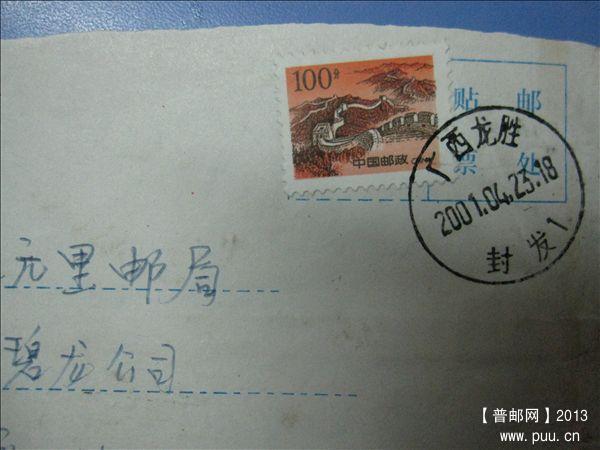 100分
中国邮政
贴 邮
票 处
广西龙胜
2001.04.23.18
封发1
元里邮局
碧龙公司
【普邮网】2013
www.puu.cn